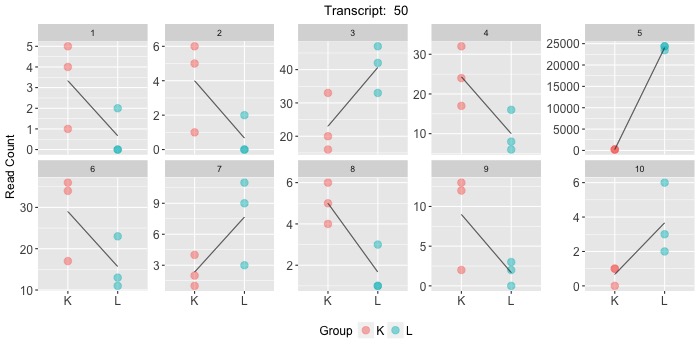 Transcript: 50
1 2 3 4 5
5 4 3 2 1 0
6 4 2 0
40 30 20
30 20 10
25000 20000 15000 10000 5000 0
Read Count
6 7 8 9 10
30 20 10
9 6 3
6 4 2
10 5 0
6 4 2 0
K L K L K L K L K L
Group K L